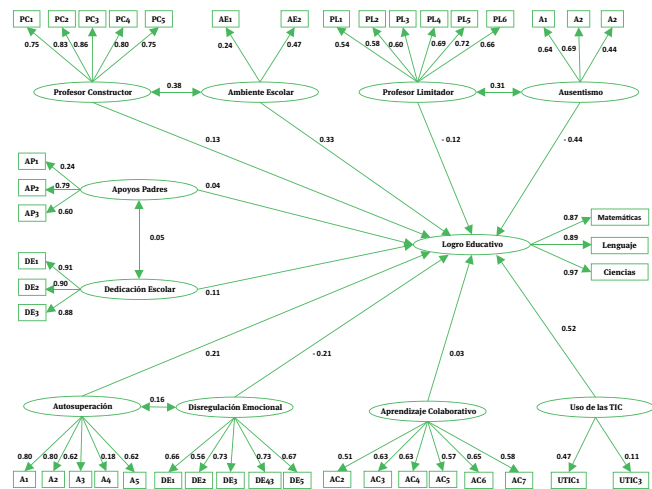 PC1 PC2 PC3 PC4 PC5 AE1 AE2 PL1 PL2 PL3 PL4 PL5 PL6 A1 A2 A2
0.75 0.83 0.86 0.80 0.75 0.24 0.47 0.54 0.58 0.60 0.69 0.72 0.66 0.64 0.69 0.44
Profesor Constructor 0.38 Ambiente Escolar Profesor Limitador 0.31 Ausentismo
0.13 0.33 - 0.12 - 0.44
AP1 0.24
AP2 0.79 Apoyos Padres 0.04
AP3 0.60
0.05
Logro Educativo
0.87 Matemáticas
0.89 Lenguaje
0.97 Ciencias
DE1 0.91
DE2 0.90 Dedicación Escolar 0.11
DE3 0.88
0.21 - 0.21 0.03 0.52
Autosuperación 0.16 Disregulación Emocional Aprendizaje Colaborativo Uso de las TIC
0.80 0.80 0.62 0.18 0.62 0.66 0.56 0.73 0.73 0.67 0.51 0.63 0.63 0.57 0.65 0.58 0.47 0.11
A1 A2 A3 A4 A5 DE1 DE2 DE3 DE43 DE5 AC2 AC3 AC4 AC5 AC6 AC7 UTIC1 UTIC3